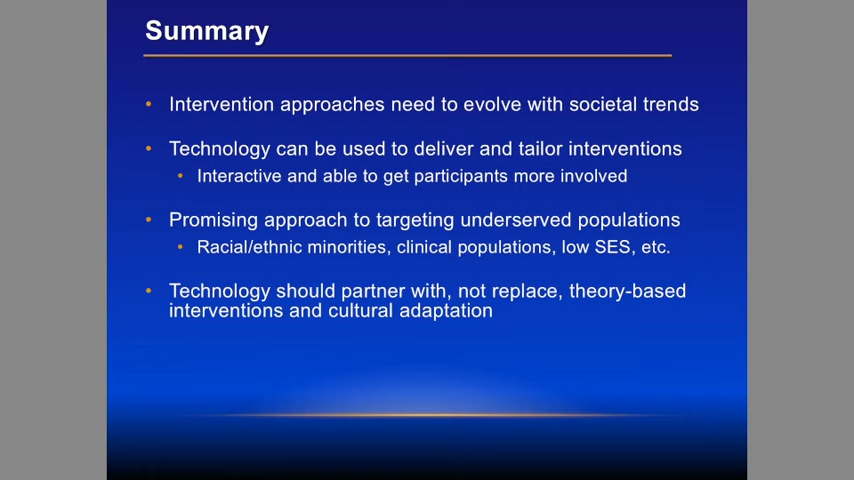 Summary
• Intervention approaches need to evolve with societal trends
• Technology can be used to deliver and tailor interventions
• Interactive and able to get participants more involved
• Promising approach to targeting underserved populations
• Racial/ethnic minorities, clinical populations, low SES, etc.
• Technology should partner with, not replace, theory-based
interventions and cultural adaptation